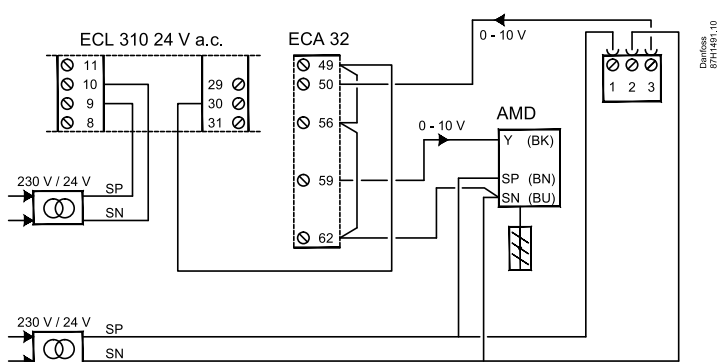 ECL 310 24 V a.c.
ECA 32
0 - 10 V
Danfoss
87H1491.10
11
10
9
8
29
30
31
49
50
56
59
62
1 2 3
AMD
0 - 10 V
Y (BK)
SP (BN)
SN (BU)
230 V / 24 V
SP
SN
230 V / 24 V
SP
SN